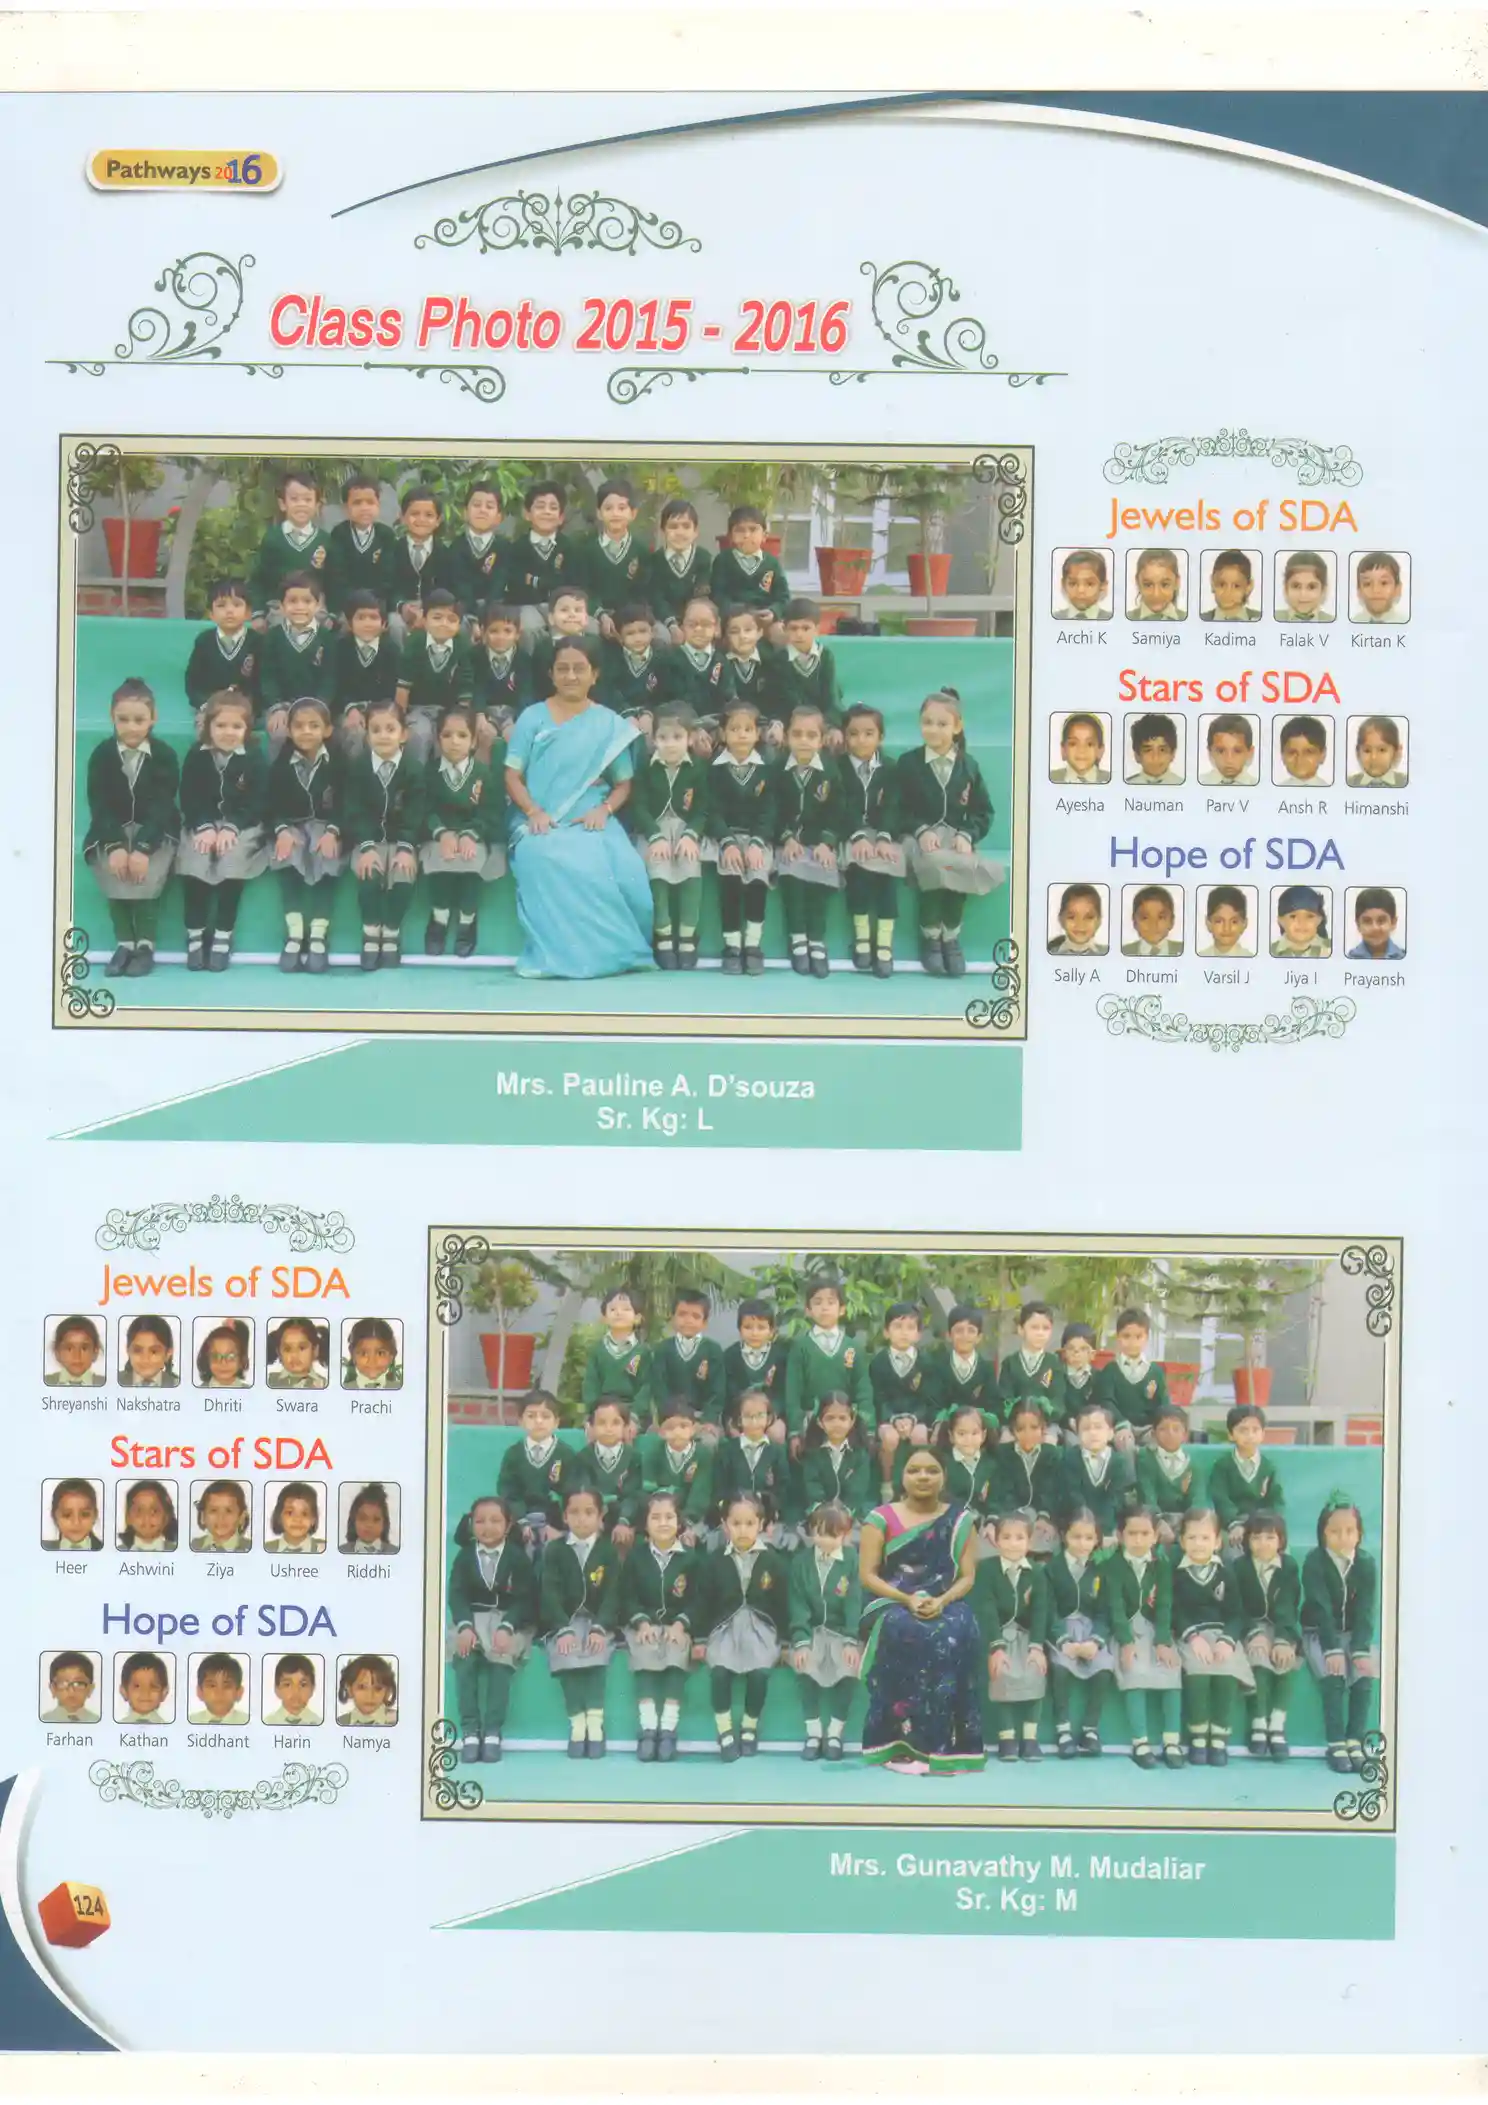 Pathways 2016
Class Photo 2015 - 2016
Jewels of SDA
Archi K Samiya Kadima Falak V Kirtan K
Stars of SDA
Ayesha Nauman Parv V Ansh R Himanshi
Hope of SDA
Sally A Dhrumi Varsil J Jiya I Prayansh
Mrs. Pauline A. D'souza
Sr. Kg: L
Jewels of SDA
Shreyanshi Nakshatra Dhriti Swara Prachi
Stars of SDA
Heer Ashwini Ziya Ushree Riddhi
Hope of SDA
Farhan Kathan Siddhant Harin Namya
Mrs. Gunavathy M. Mudaliar
Sr. Kg: M
124